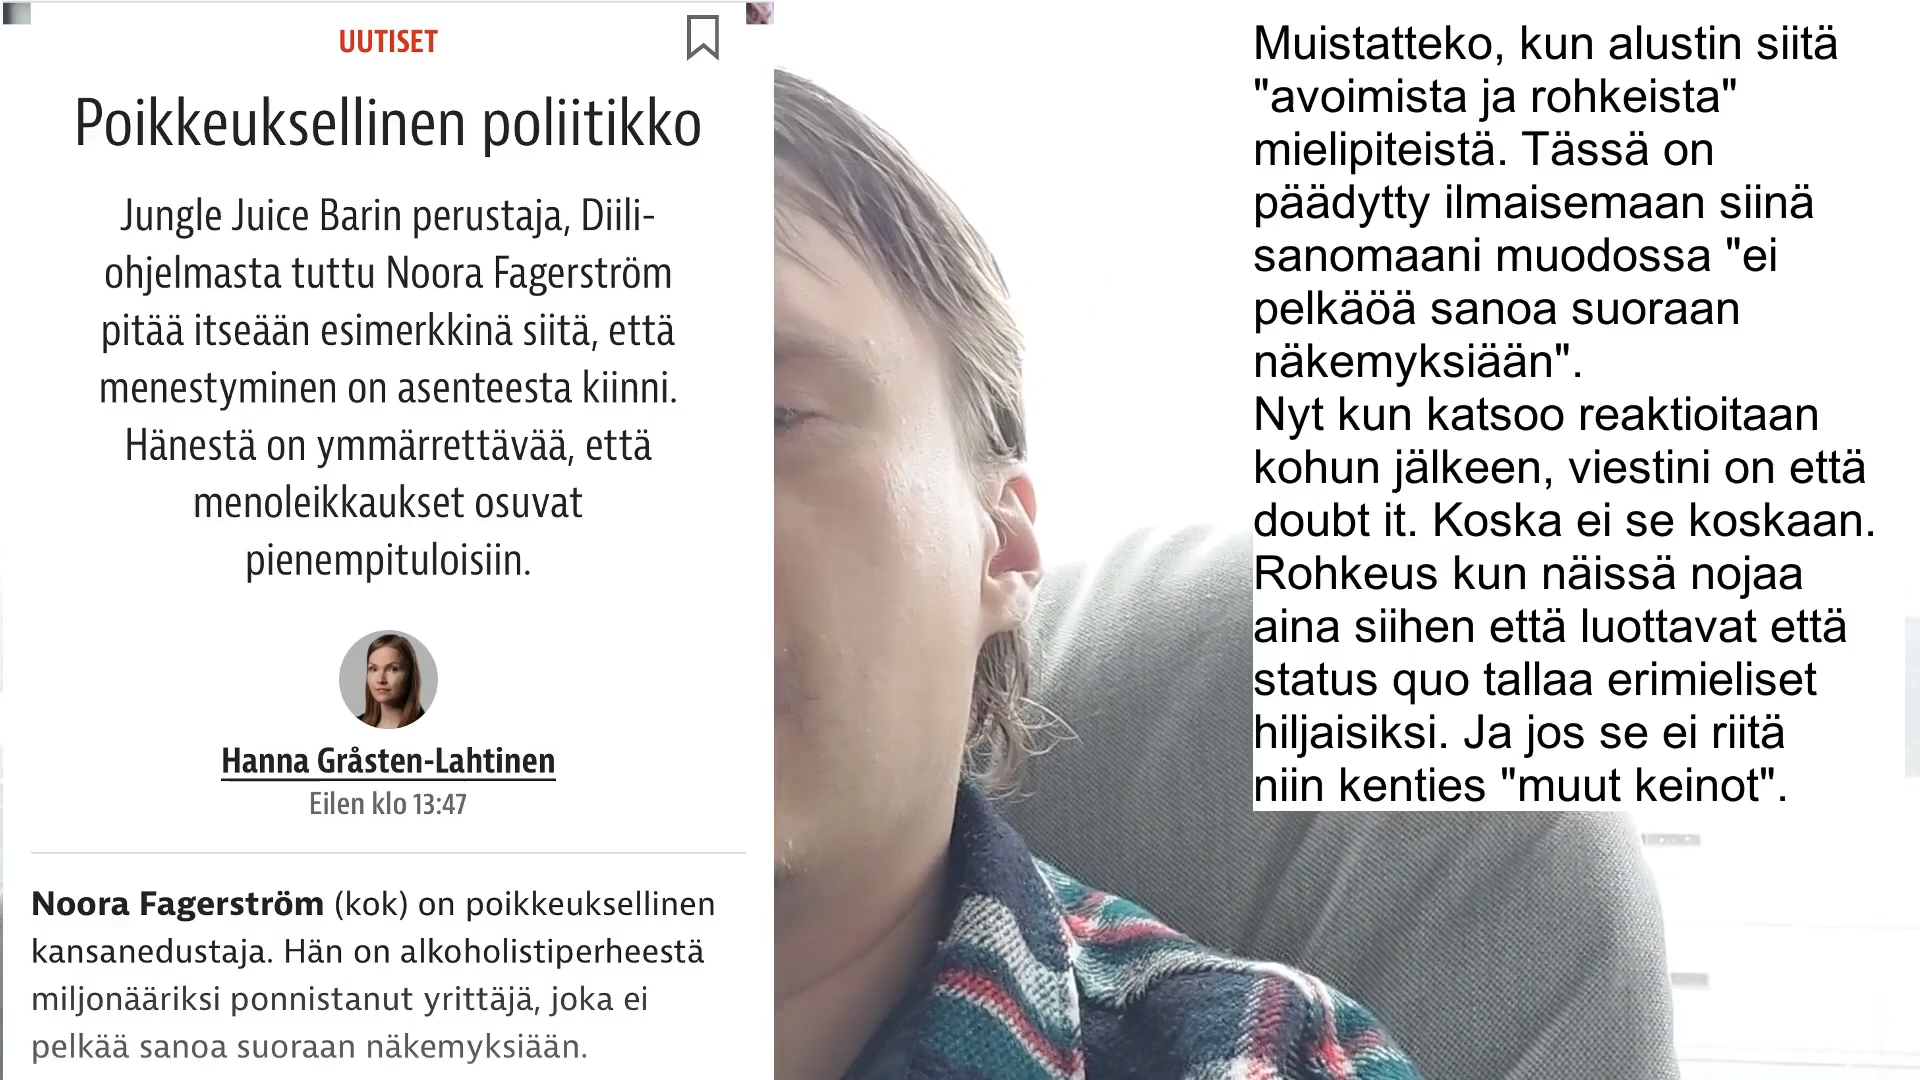 UUTISET
Poikkeuksellinen poliitikko
Jungle Juice Barin perustaja, Diili-
ohjelmasta tuttu Noora Fagerström
pitää itseään esimerkkinä siitä, että
menestyminen on asenteesta kiinni.
Hänestä on ymmärrettävää, että
menoleikkaukset osuvat
pienempituloisiin.
Hanna Gråsten-Lahtinen
Eilen klo 13:47
Noora Fagerström (kok) on poikkeuksellinen
kansanedustaja. Hän on alkoholistiperheestä
miljonääriksi ponnistanut yrittäjä, joka ei
pelkää sanoa suoraan näkemyksiään.
Muistatteko, kun alustin siitä
"avoimista ja rohkeista"
mielipiteistä. Tässä on
päädytty ilmaisemaan siinä
sanomaani muodossa "ei
pelkäöä sanoa suoraan
näkemyksiään".
Nyt kun katsoo reaktioitaan
kohun jälkeen, viestini on että
doubt it. Koska ei se koskaan.
Rohkeus kun näissä nojaa
aina siihen että luottavat että
status quo tallaa erimieliset
hiljaisiksi. Ja jos se ei riitä
niin kenties "muut keinot".